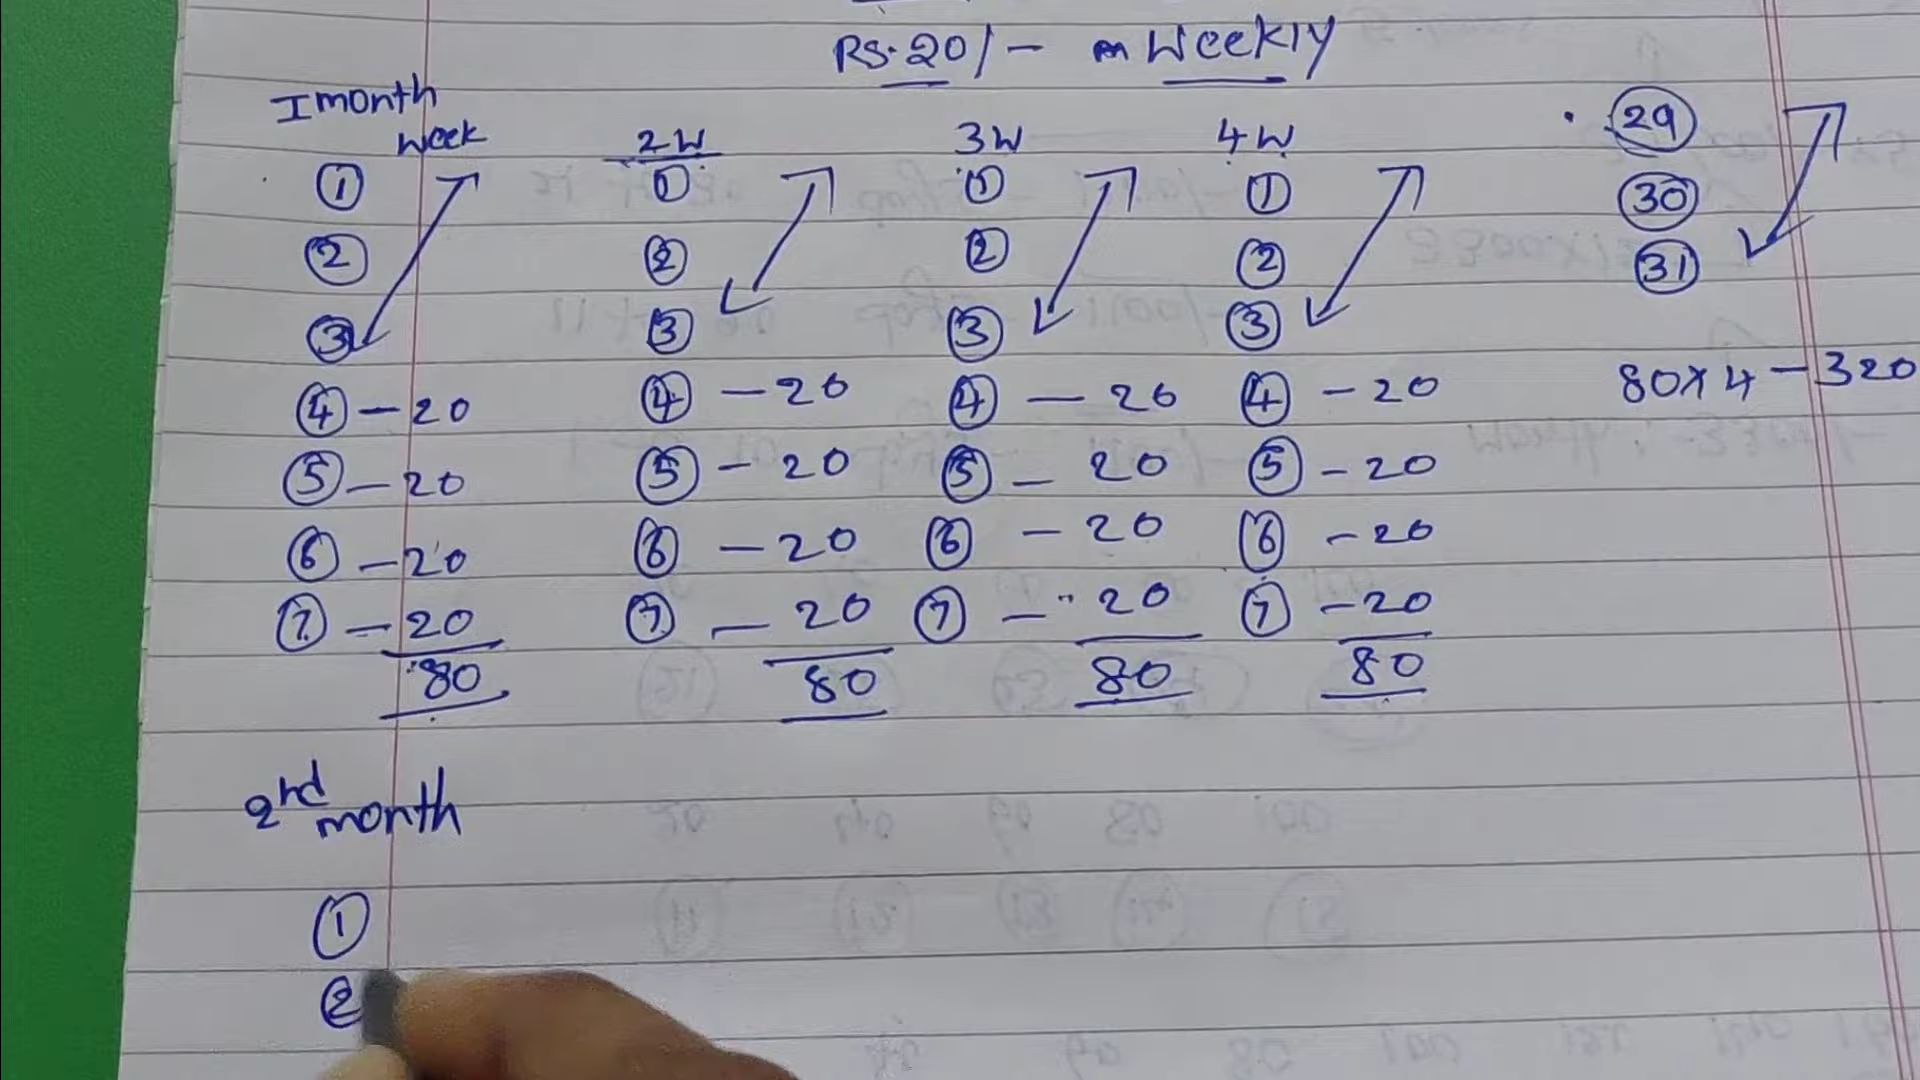 RS.20/- m Weekly
I month
week 2W 3W 4W 29
1 1 1 1 30
2 2 2 2 31
3 3 3 3
4 - 20 4 - 20 4 - 20 4 - 20 80 x 4 - 320
5 - 20 5 - 20 5 - 20 5 - 20
6 - 20 6 - 20 6 - 20 6 - 20
7 - 20 7 - 20 7 - 20 7 - 20
80 80 80 80
2nd month
1
2